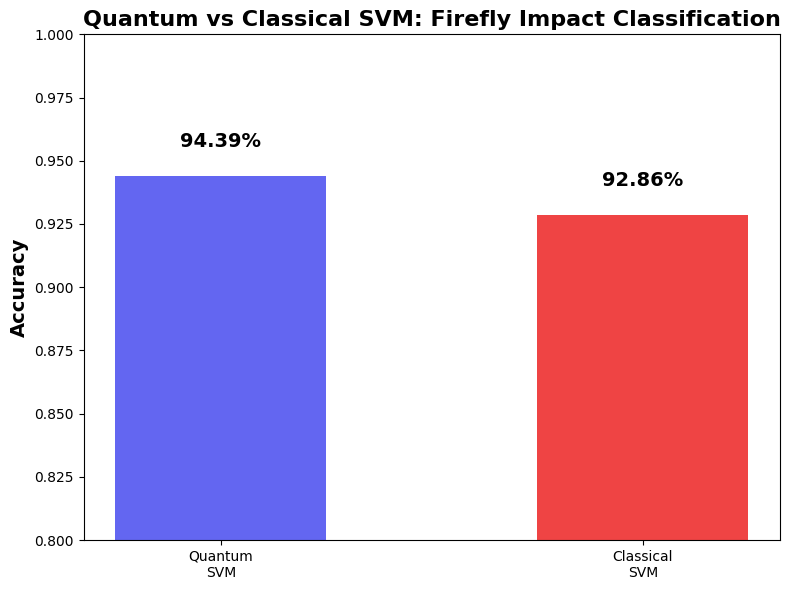 Quantum vs Classical SVM: Firefly Impact Classification
1.000
0.975
0.950
0.925
0.900
0.875
0.850
0.825
0.800
Accuracy
94.39%
92.86%
Quantum
SVM
Classical
SVM